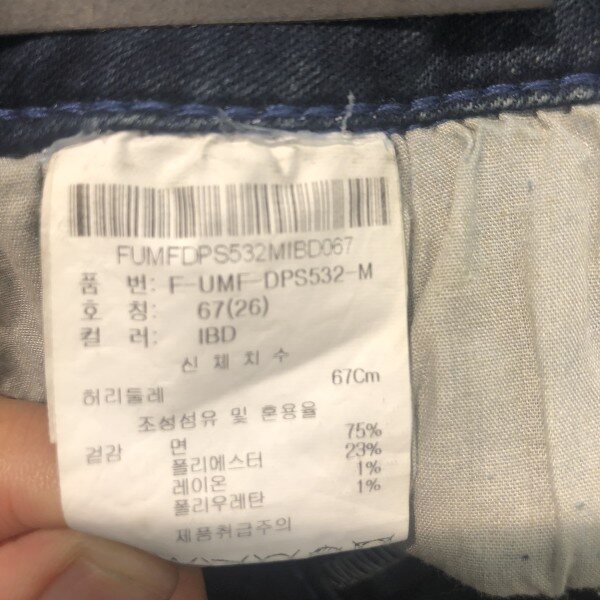 FUMFDPS532MIBD067
품 번: F-UMF-DPS532-M
호 칭: 67(26)
컬 러: IBD
신체치수
허리둘레 67Cm
조성섬유 및 혼용율
겉감 면 75%
폴리에스터 23%
레이온 1%
폴리우레탄 1%
제품취급주의